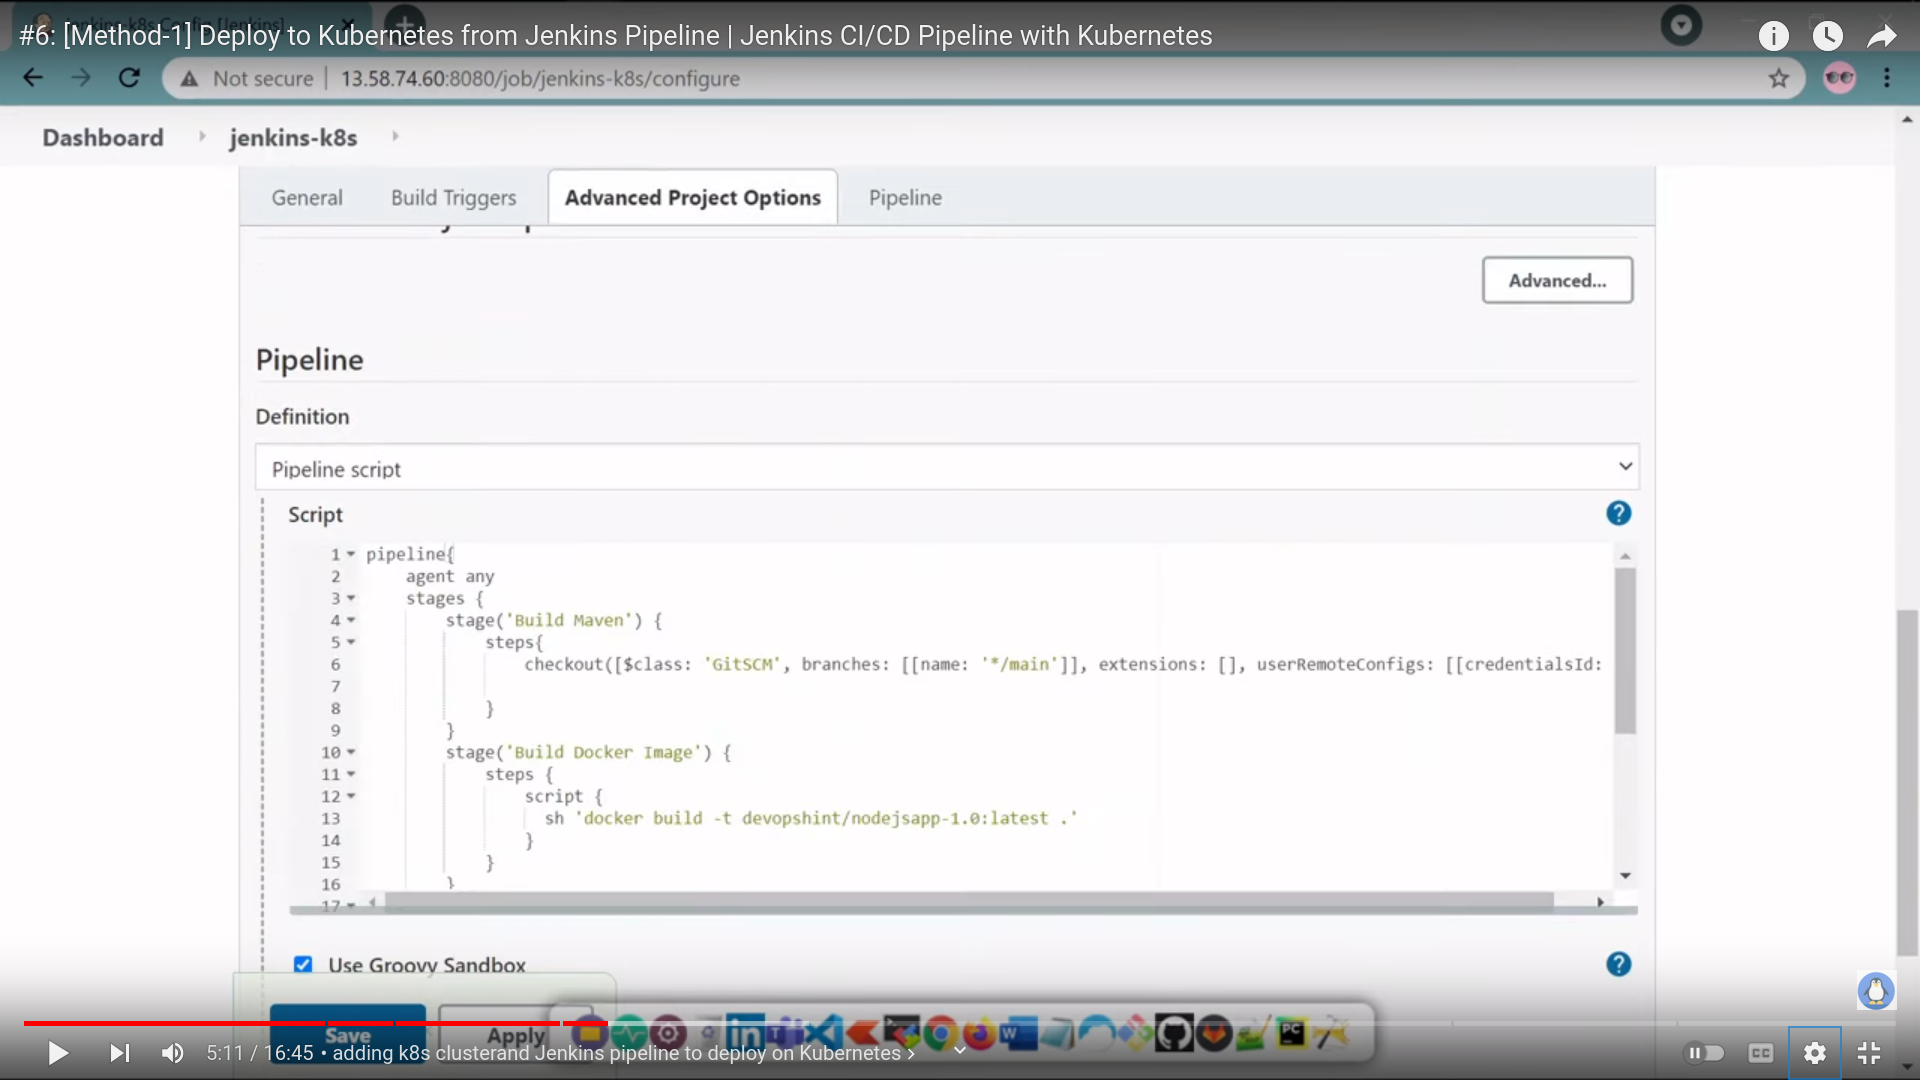 #6: [Method-1] Deploy to Kubernetes from Jenkins Pipeline | Jenkins CI/CD Pipeline with Kubernetes
Not secure | 13.58.74.60:8080/job/jenkins-k8s/configure
Dashboard
jenkins-k8s
General
Build Triggers
Advanced Project Options
Pipeline
Advanced...
Pipeline
Definition
Pipeline script
Script
1 pipeline{
2 agent any
3 stages {
4 stage('Build Maven') {
5 steps{
6 checkout([$class: 'GitSCM', branches: [[name: '*/main']], extensions: [], userRemoteConfigs: [[credentialsId:
7
8 }
9 }
10 stage('Build Docker Image') {
11 steps {
12 script {
13 sh 'docker build -t devopshint/nodejsapp-1.0:latest .'
14 }
15 }
16 }
17
Use Groovy Sandbox
Save
Apply
5:11 / 16:45 • adding k8s clusterand Jenkins pipeline to deploy on Kubernetes
CC